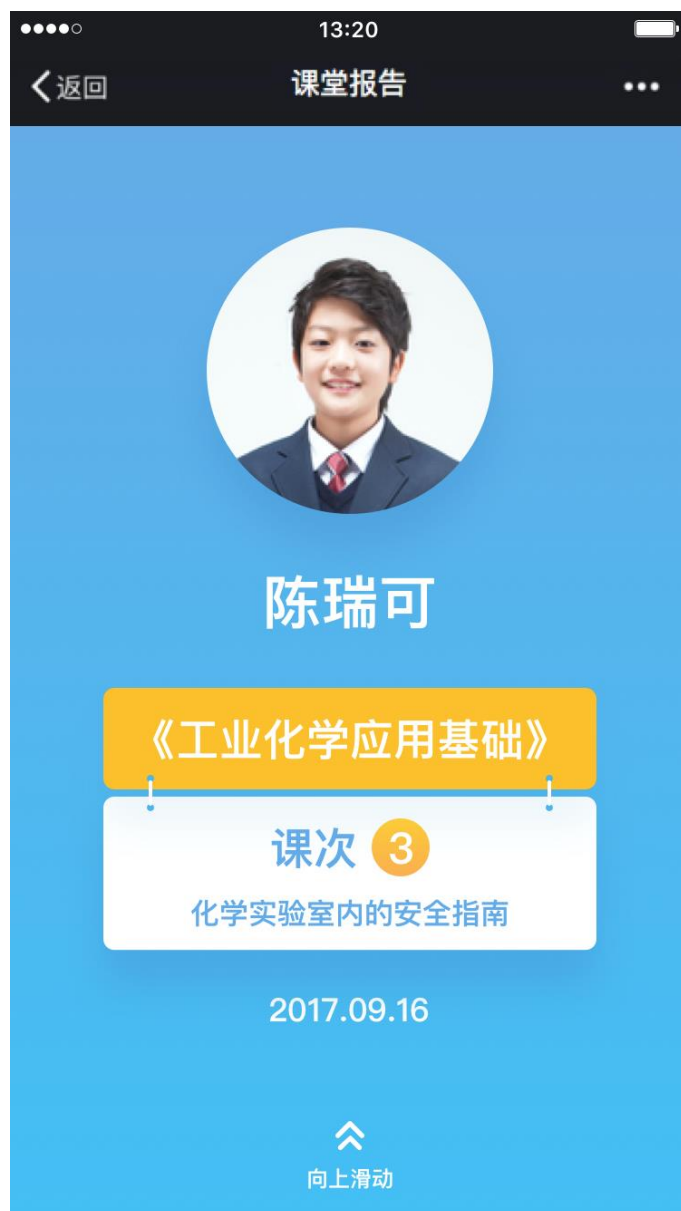 13:20
返回
课堂报告
陈瑞可
《工业化学应用基础》
课次 3
化学实验室内的安全指南
2017.09.16
向上滑动